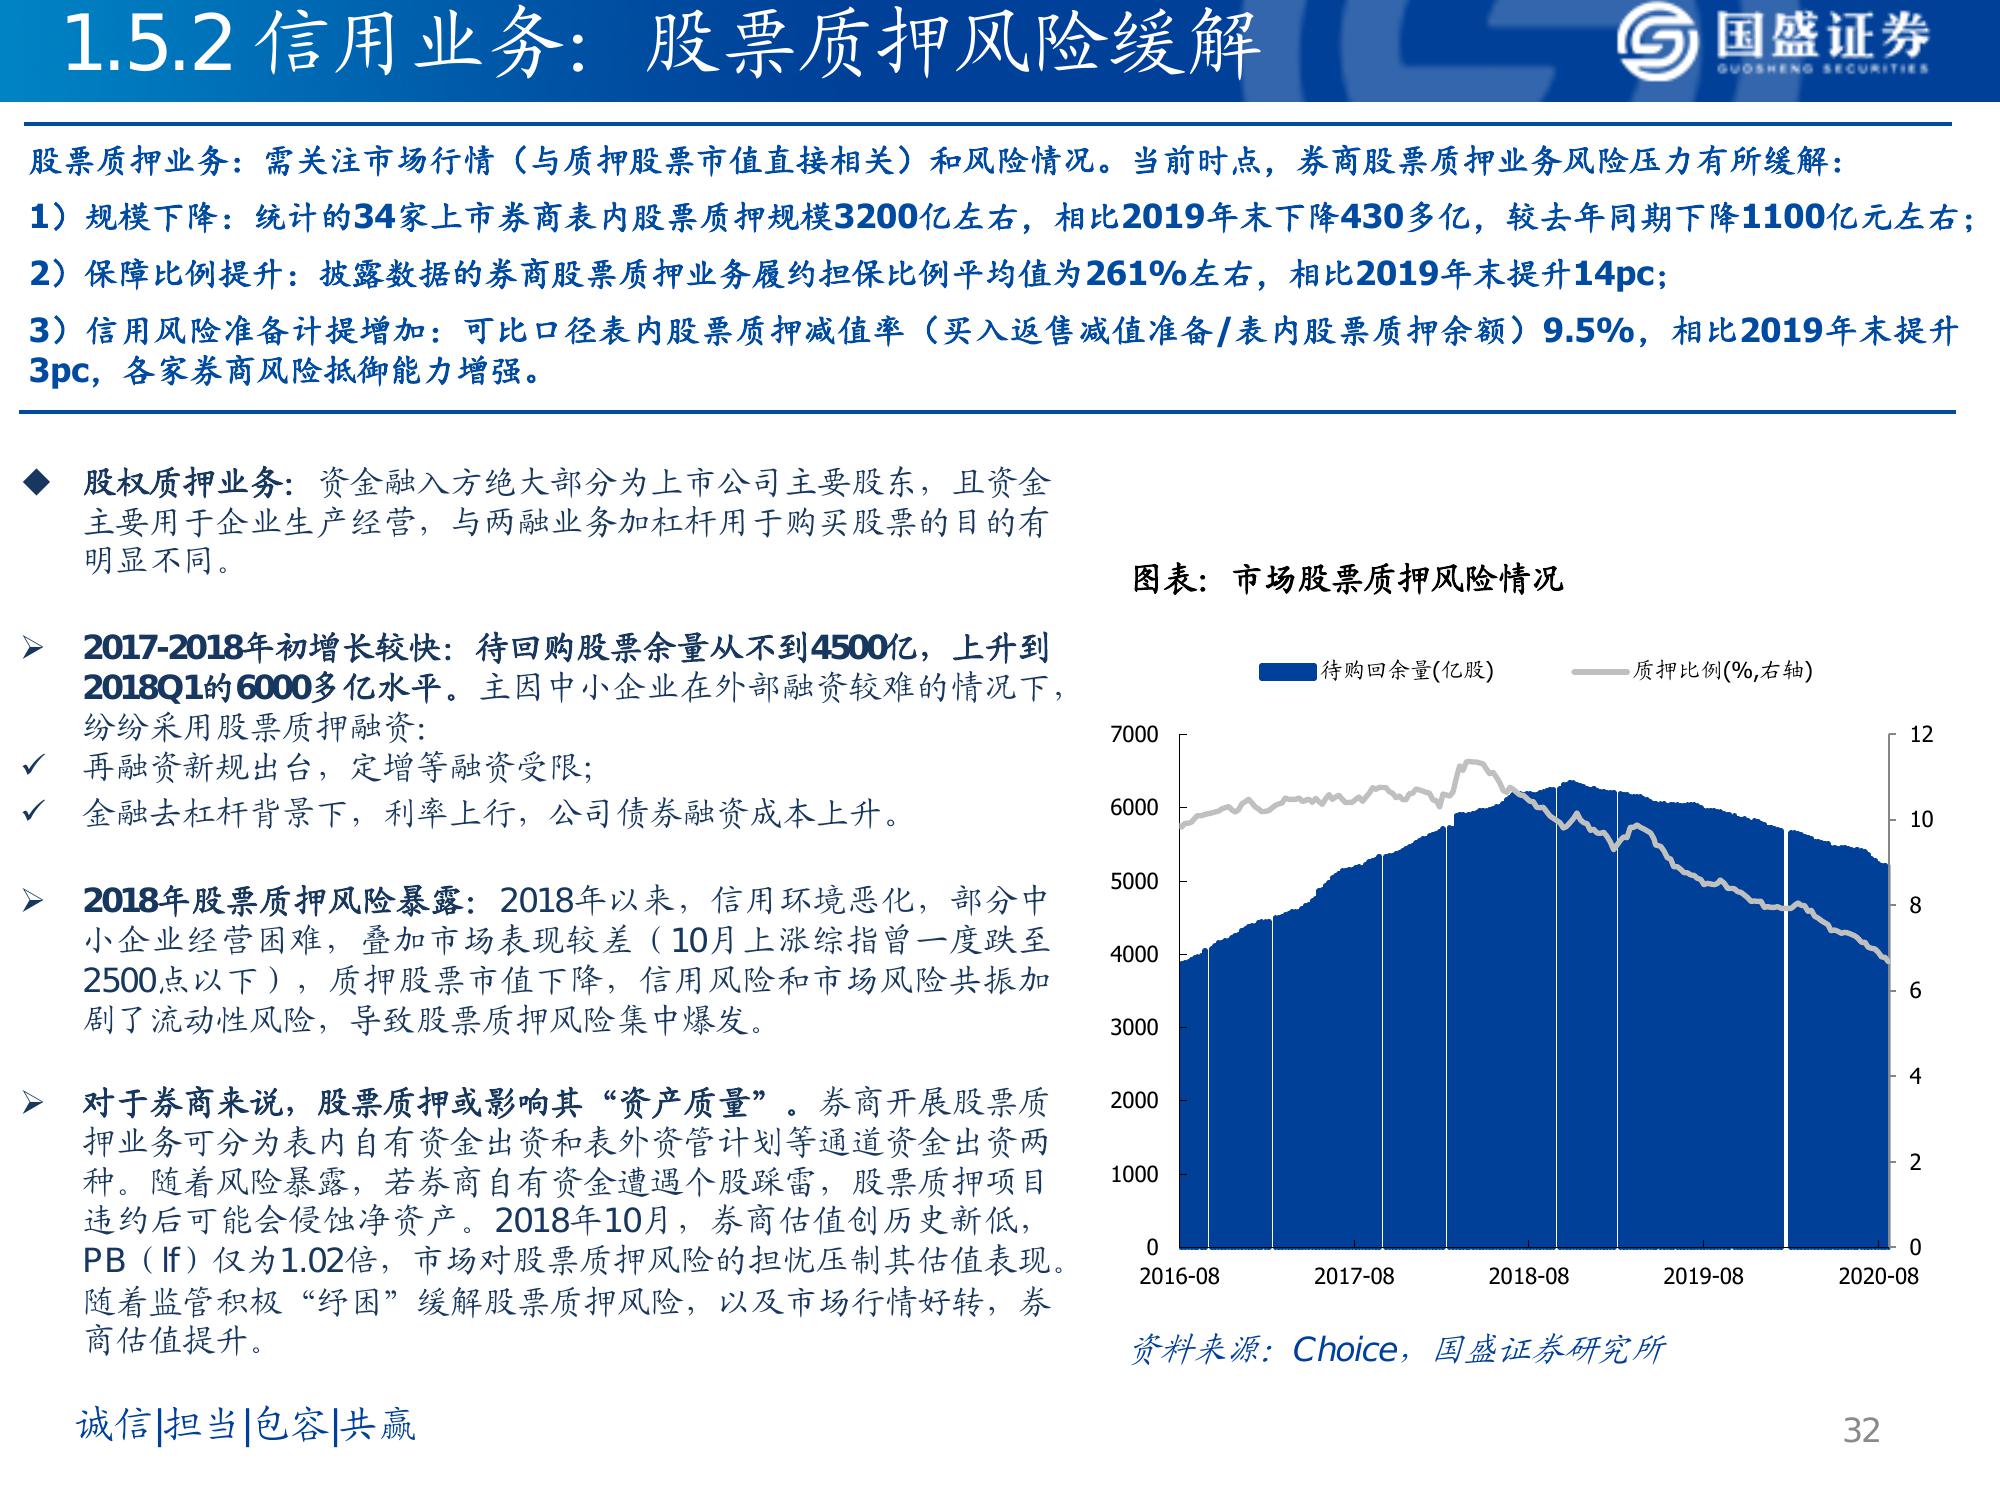 1.5.2 信用业务：股票质押风险缓解
国盛证券
GUOSHENG SECURITIES
股票质押业务：需关注市场行情（与质押股票市值直接相关）和风险情况。当前时点，券商股票质押业务风险压力有所缓解：
1）规模下降：统计的34家上市券商表内股票质押规模3200亿左右，相比2019年末下降430多亿，较去年同期下降1100亿元左右；
2）保障比例提升：披露数据的券商股票质押业务履约担保比例平均值为261%左右，相比2019年末提升14pc；
3）信用风险准备计提增加：可比口径表内股票质押减值率（买入返售减值准备/表内股票质押余额）9.5%，相比2019年末提升
3pc，各家券商风险抵御能力增强。
◆ 股权质押业务：资金融入方绝大部分为上市公司主要股东，且资金
主要用于企业生产经营，与两融业务加杠杆用于购买股票的目的有
明显不同。
➢ 2017-2018年初增长较快：待回购股票余量从不到4500亿，上升到
2018Q1的6000多亿水平。主因中小企业在外部融资较难的情况下，
纷纷采用股票质押融资：
✓ 再融资新规出台，定增等融资受限；
✓ 金融去杠杆背景下，利率上行，公司债券融资成本上升。
➢ 2018年股票质押风险暴露：2018年以来，信用环境恶化，部分中
小企业经营困难，叠加市场表现较差（10月上涨综指曾一度跌至
2500点以下），质押股票市值下降，信用风险和市场风险共振加
剧了流动性风险，导致股票质押风险集中爆发。
➢ 对于券商来说，股票质押或影响其“资产质量”。券商开展股票质
押业务可分为表内自有资金出资和表外资管计划等通道资金出资两
种。随着风险暴露，若券商自有资金遭遇个股踩雷，股票质押项目
违约后可能会侵蚀净资产。2018年10月，券商估值创历史新低，
PB（lf）仅为1.02倍，市场对股票质押风险的担忧压制其估值表现。
随着监管积极“纾困”缓解股票质押风险，以及市场行情好转，券
商估值提升。
图表：市场股票质押风险情况
待购回余量(亿股) 质押比例(%,右轴)
7000 12
6000 10
5000 8
4000 6
3000 4
2000 2
1000
0 0
2016-08 2017-08 2018-08 2019-08 2020-08
资料来源：Choice，国盛证券研究所
诚信|担当|包容|共赢
32